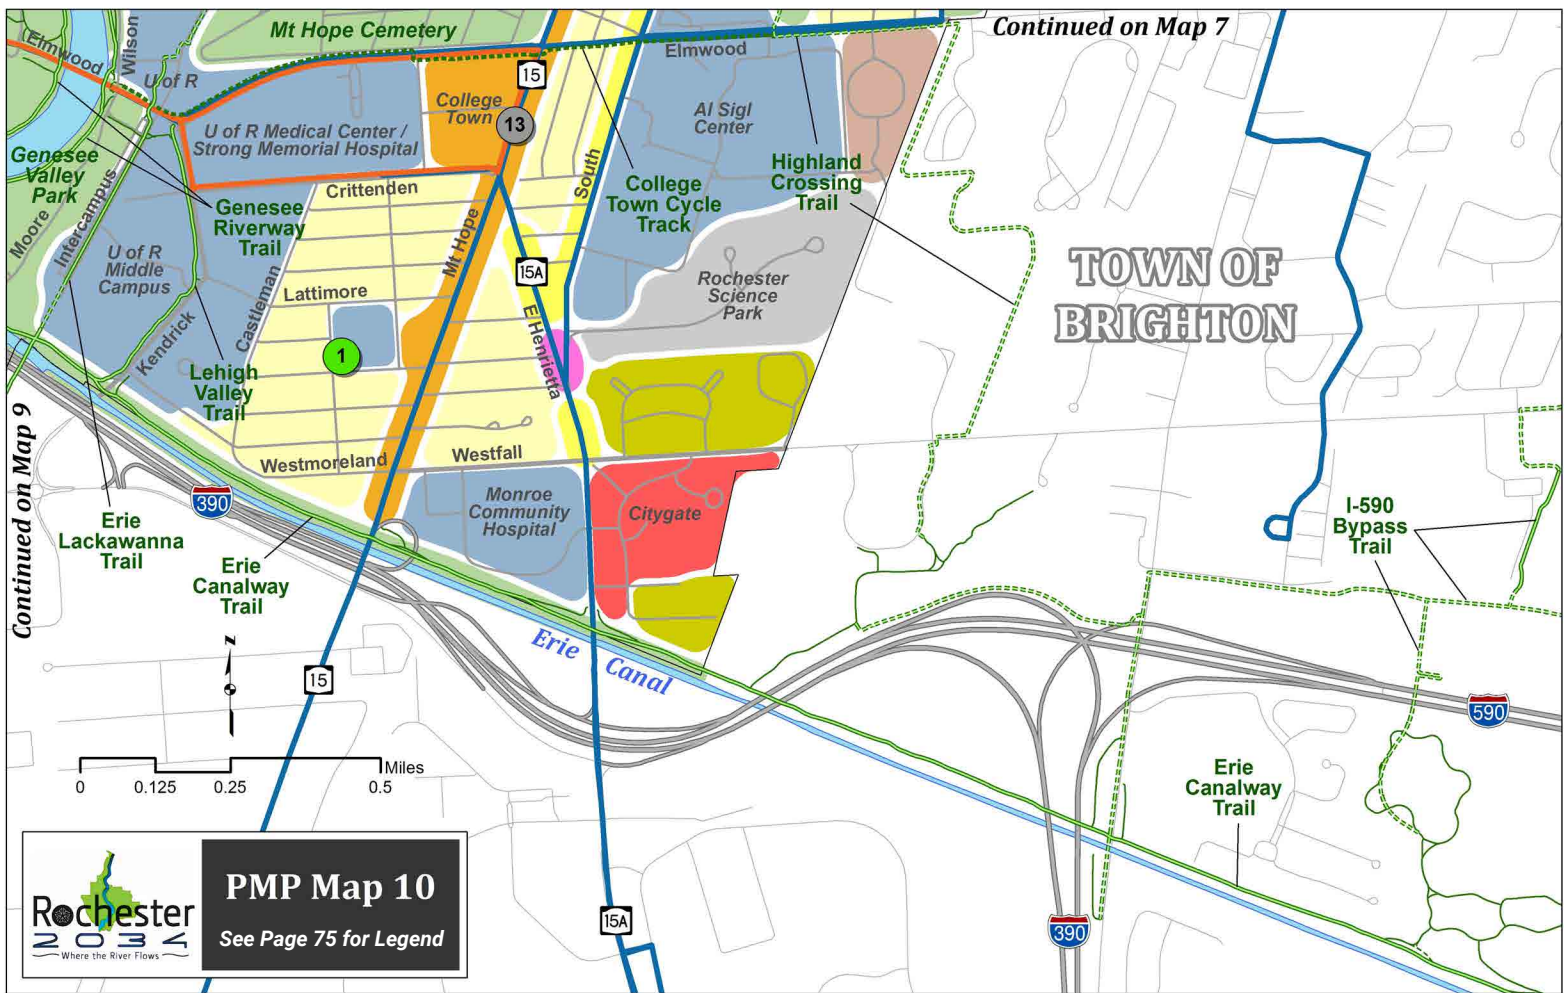 Continued on Map 7
Mt Hope Cemetery
Elmwood
Wilson
U of R
Elmwood
15
College
Town
13
Al Sigl
Center
U of R Medical Center /
Strong Memorial Hospital
Genesee
Valley
Park
Highland
Crossing
Trail
South
College
Town Cycle
Track
Crittenden
Genesee
Riverway
Trail
Moore
Intercampus
Mt Hope
U of R
Middle
Campus
TOWN OF
BRIGHTON
15A
Rochester
Science
Park
Lattimore
Castleman
Kendrick
E Henrietta
1
Lehigh
Valley
Trail
Continued on Map 9
Westmoreland
Westfall
390
Monroe
Community
Hospital
Citygate
I-590
Bypass
Trail
Erie
Lackawanna
Trail
Erie
Canalway
Trail
Erie Canal
z
15
590
Miles
0 0.125 0.25 0.5
Erie
Canalway
Trail
PMP Map 10
See Page 75 for Legend
Rochester
2034
Where the River Flows
15A
390